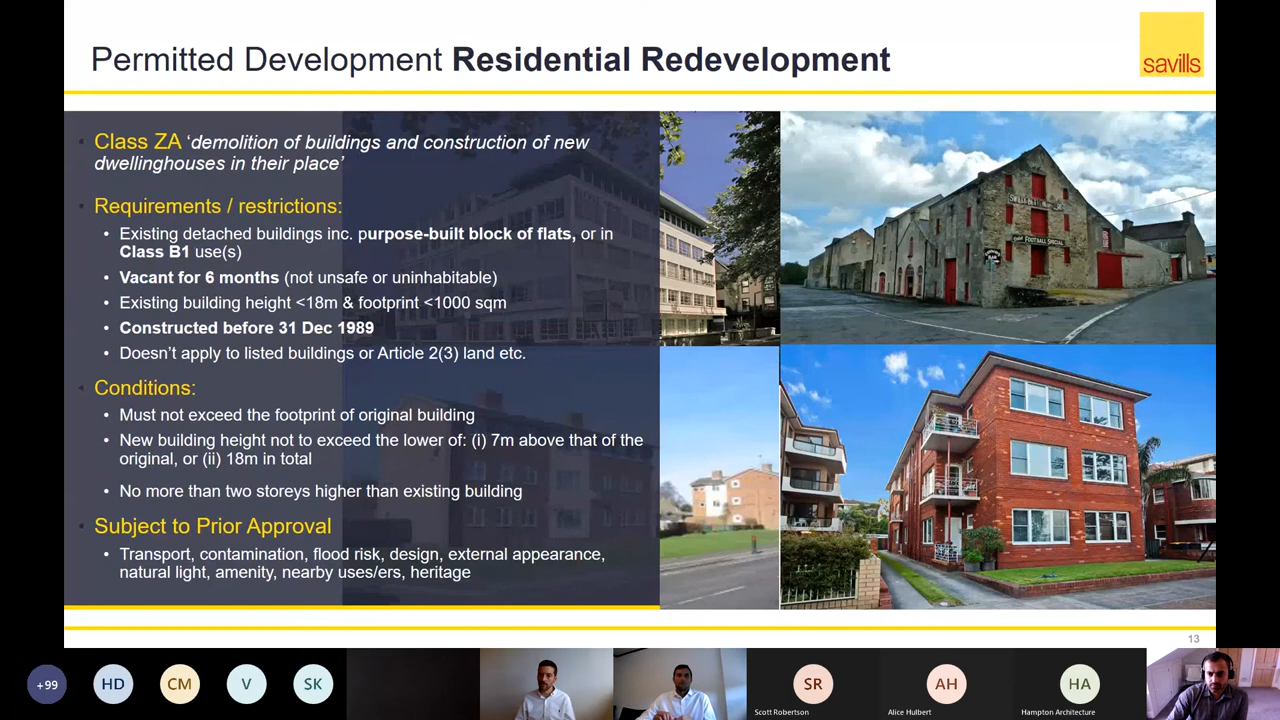 Permitted Development Residential Redevelopment
savills
Class ZA ‘demolition of buildings and construction of new
dwellinghouses in their place’
Requirements / restrictions:
Existing detached buildings inc. purpose-built block of flats, or in
Class B1 use(s)
Vacant for 6 months (not unsafe or uninhabitable)
Existing building height <18m & footprint <1000 sqm
Constructed before 31 Dec 1989
Doesn’t apply to listed buildings or Article 2(3) land etc.
Conditions:
Must not exceed the footprint of original building
New building height not to exceed the lower of: (i) 7m above that of the
original, or (ii) 18m in total
No more than two storeys higher than existing building
Subject to Prior Approval
Transport, contamination, flood risk, design, external appearance,
natural light, amenity, nearby uses/ers, heritage
FOOTBALL SPECIAL
13
+99
HD
CM
V
SK
SR
Scott Robertson
AH
Alice Hulbert
HA
Hampton Architecture